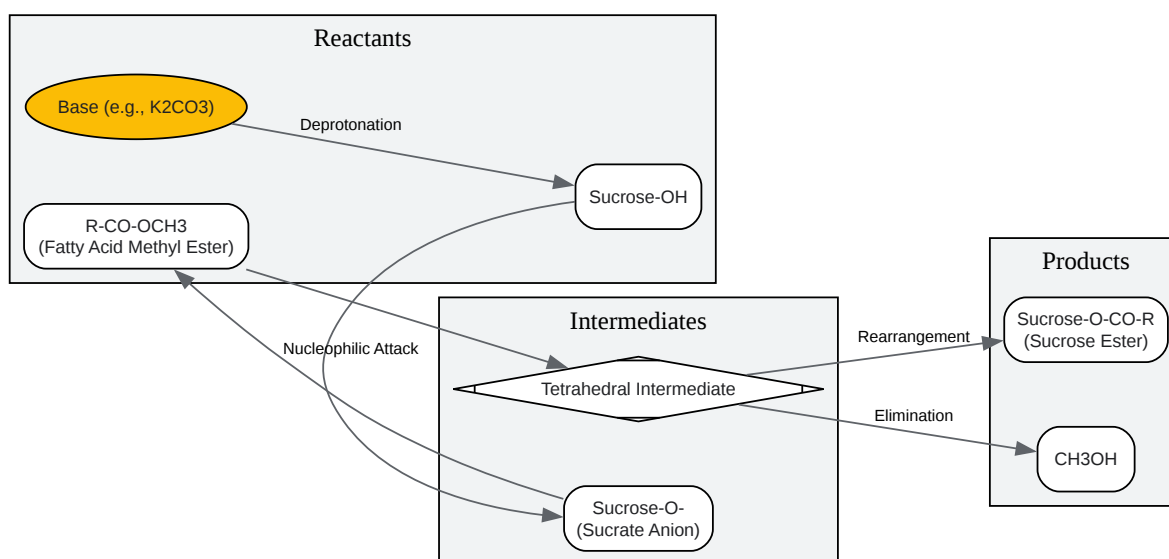 Reactants
Base (e.g., K2CO3)
Deprotonation
Sucrose-OH
R-CO-OCH3
(Fatty Acid Methyl Ester)
Products
Intermediates
Sucrose-O-CO-R
(Sucrose Ester)
Rearrangement
Nucleophilic Attack
Tetrahedral Intermediate
Elimination
CH3OH
Sucrose-O-
(Sucrate Anion)